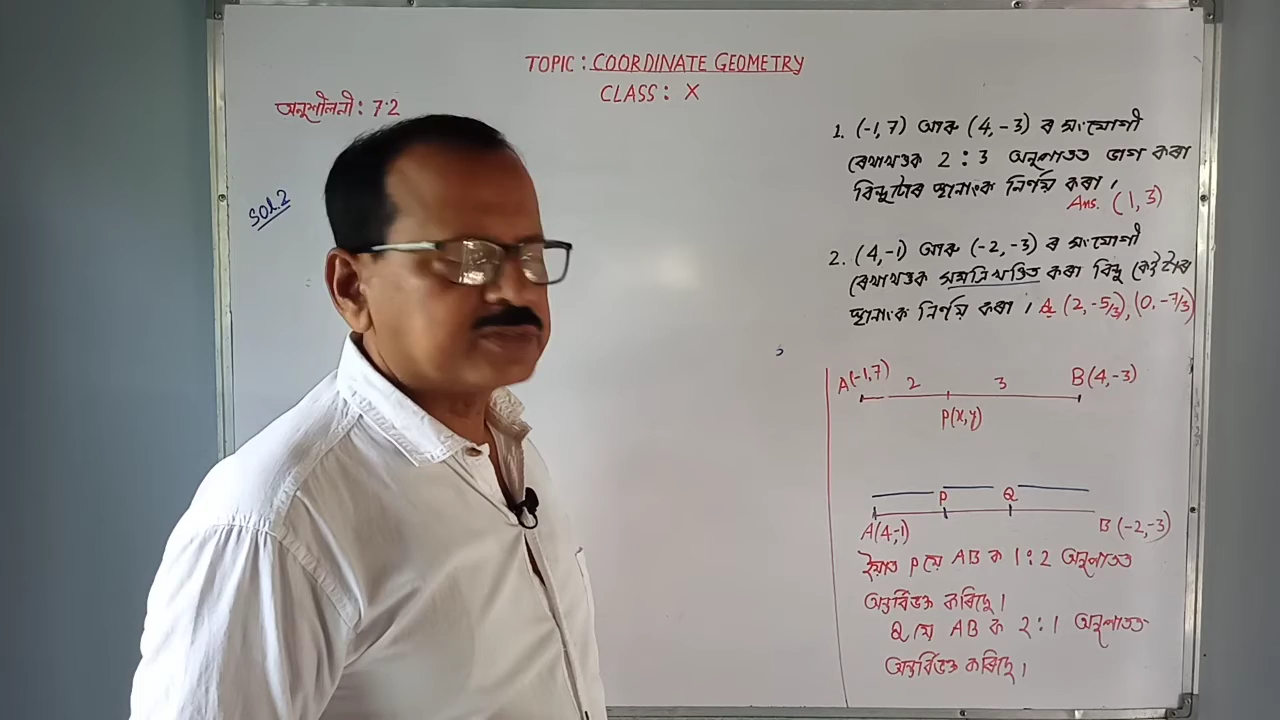 TOPIC : COORDINATE GEOMETRY
CLASS : X
অনুশীলনী : 7.2
SOL.2
1. (-1,7) আৰু (4,-3) ৰ সংযোগী
ৰেখাখণ্ডক 2 : 3 অনুপাতত ভাগ কৰা
বিন্দুটোৰ স্থানাংক নিৰ্ণয় কৰা ।
Ans. (1,3)
2. (4,-1) আৰু (-2,-3) ৰ সংযোগী
ৰেখাখণ্ডক সমত্ৰিখণ্ডিত কৰা বিন্দু কেইটাৰ
স্থানাংক নিৰ্ণয় কৰা । A (2,-5/3), (0,-7/3)
A(-1,7) 2 3 B(4,-3)
P(x,y)
P Q
A(4,-1) B(-2,-3)
ইয়াত P য়ে AB ক 1:2 অনুপাতত
অন্তৰ্বিভক্ত কৰিছে।
Q য়ে AB ক 2:1 অনুপাতত
অন্তৰ্বিভক্ত কৰিছে।